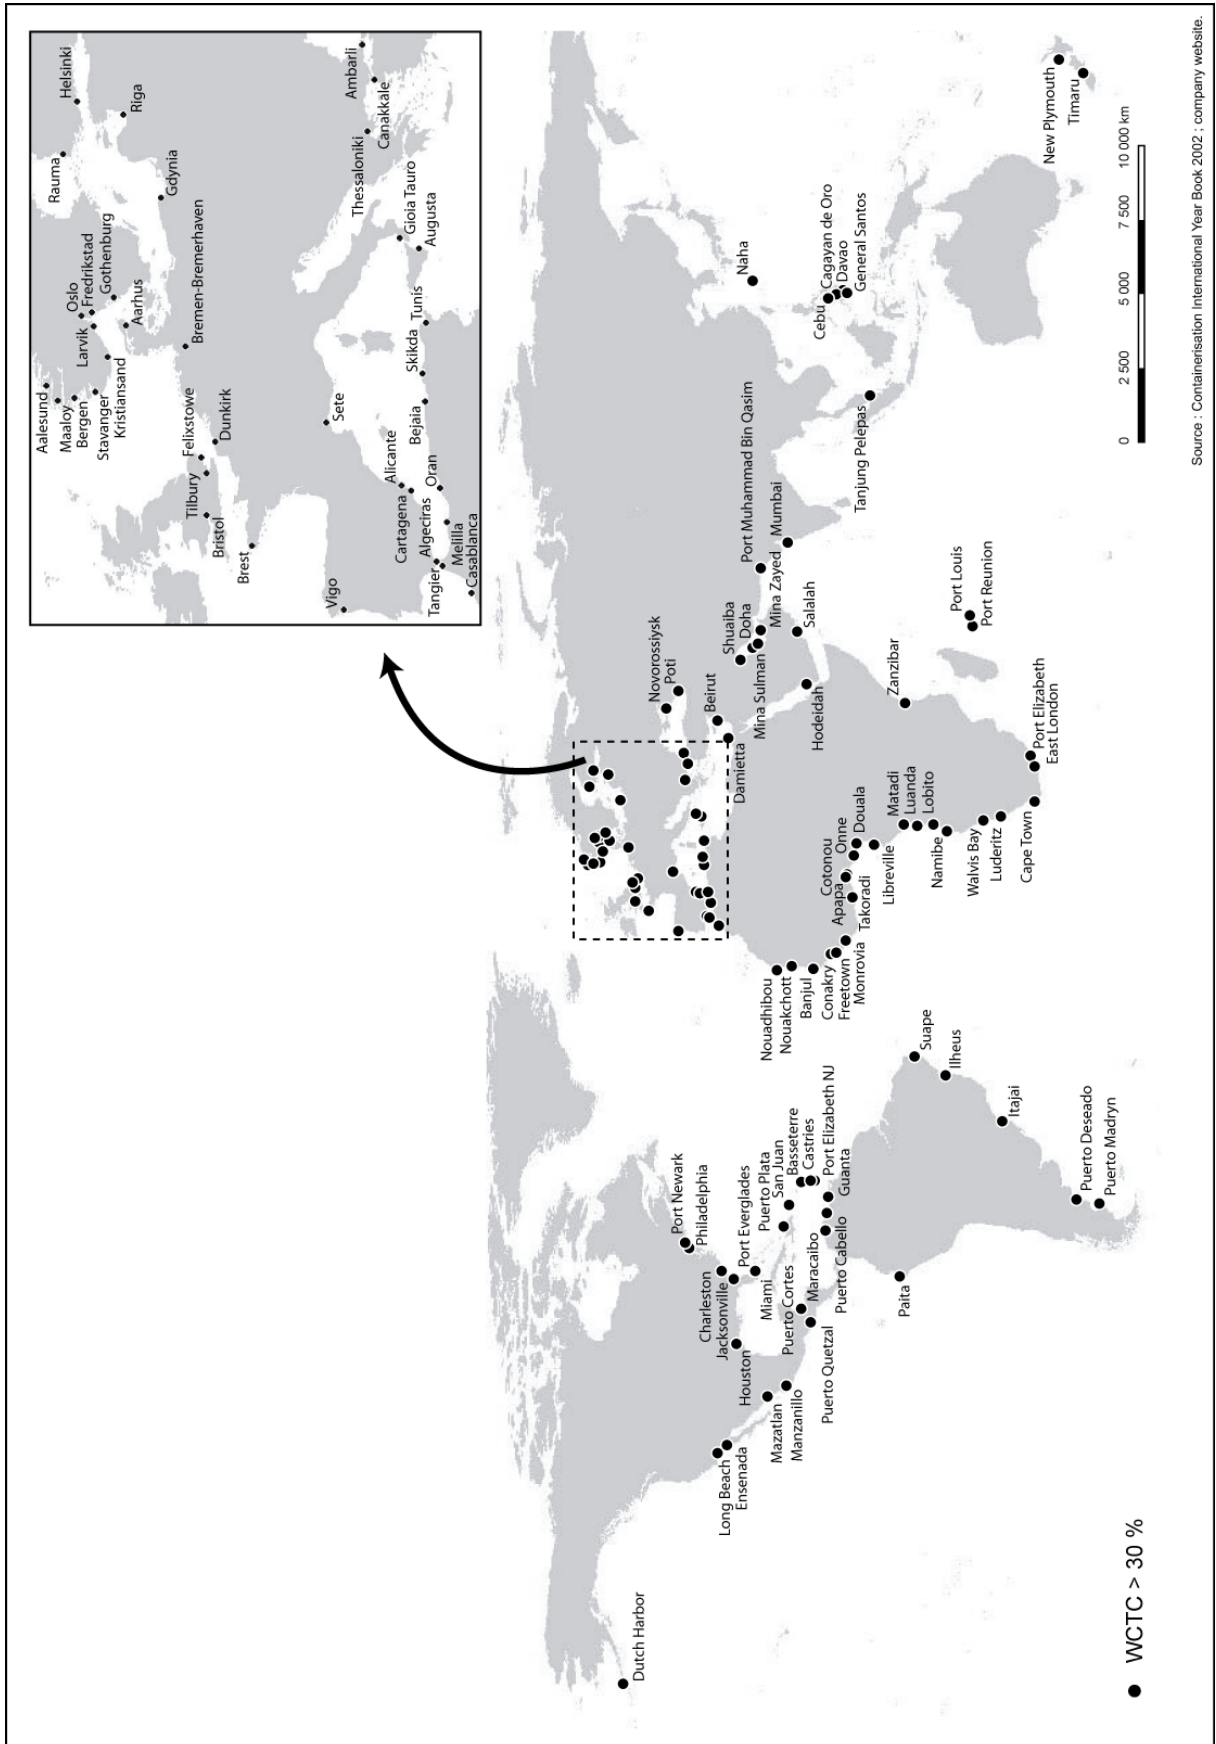 Aalesund
Maaloy
Bergen
Stavanger
Kristiansand
Larvik
Oslo
Fredrikstad
Gothenburg
Aarhus
Rauma
Helsinki
Riga
Gdynia
Bremen-Bremerhaven
Felixstowe
Dunkirk
Tilbury
Bristol
Brest
Vigo
Sete
Thessaloniki
Ambarli
Canakkale
Gioia Tauro
Augusta
Tunis
Skikda
Bejaia
Alicante
Cartagena
Oran
Algeciras
Tangier
Melilla
Casablanca
Dutch Harbor
Long Beach
Ensenada
Mazatlan
Manzanillo
Houston
Jacksonville
Charleston
Port Newark
Philadelphia
Port Everglades
Miami
Puerto Plata
San Juan
Basseterre
Castries
Port Elizabeth NJ
Guanta
Puerto Cortes
Maracaibo
Puerto Cabello
Puerto Quetzal
Paita
Suape
Ilheus
Itajai
Puerto Deseado
Puerto Madryn
Nouadhibou
Nouakchott
Banjul
Conakry
Freetown
Monrovia
Apapa
Takoradi
Cotonou
Onne
Douala
Libreville
Matadi
Luanda
Lobito
Namibe
Walvis Bay
Luderitz
Cape Town
Port Elizabeth
East London
Zanzibar
Port Louis
Port Reunion
Novorossiysk
Poti
Beirut
Damietta
Shuaiba
Doha
Mina Zayed
Mina Sulman
Hodeidah
Salalah
Port Muhammad Bin Qasim
Mumbai
Tanjung Pelepas
Naha
Cebu
Cagayan de Oro
Davao
General Santos
New Plymouth
Timaru
WCTC > 30 %
0 2 500 5 000 7 500 10 000 km
Source : Containerisation International Year Book 2002 ; company website.